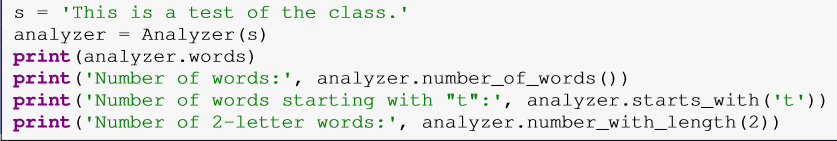 s = 'This is a test of the class.'
analyzer = Analyzer(s)
print(analyzer.words)
print('Number of words:', analyzer.number_of_words())
print('Number of words starting with "t":', analyzer.starts_with('t'))
print('Number of 2-letter words:', analyzer.number_with_length(2))